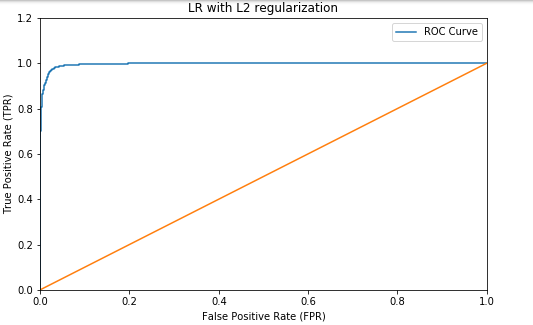 LR with L2 regularization
ROC Curve
1.2
1.0
0.8
0.6
0.4
0.2
0.0
True Positive Rate (TPR)
0.0 0.2 0.4 0.6 0.8 1.0
False Positive Rate (FPR)